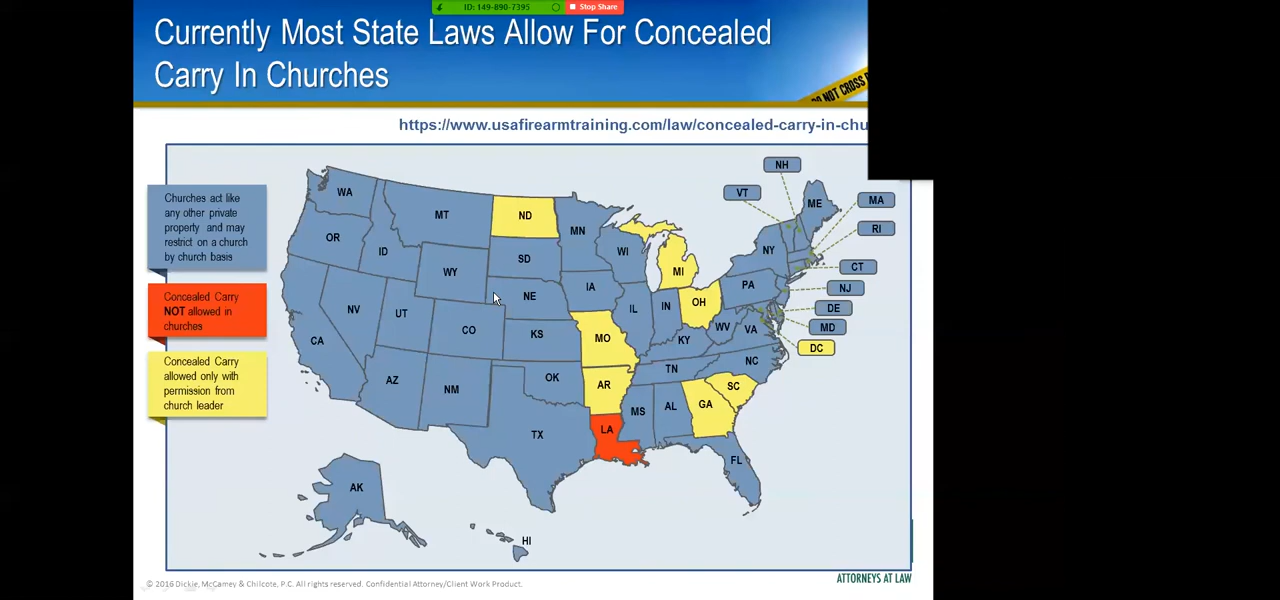 ID: 149-890-7395
Stop Share
Currently Most State Laws Allow For Concealed
Carry In Churches
DO NOT CROSS
https://www.usafirearmtraining.com/law/concealed-carry-in-chu
Churches act like
any other private
property and may
restrict on a church
by church basis
Concealed Carry
NOT allowed in
churches
Concealed Carry
allowed only with
permission from
church leader
NH
VT
ME
MA
RI
WA
MT
ND
MN
OR
ID
WY
SD
WI
MI
NY
CT
NJ
DE
MD
DC
PA
NV
UT
CO
NE
IA
IL
IN
OH
WV
VA
CA
KS
MO
KY
NC
AZ
NM
OK
AR
TN
SC
MS
AL
GA
TX
LA
FL
AK
HI
© 2016 Dickie, McCamey & Chilcote, P.C. All rights reserved. Confidential Attorney/Client Work Product.
ATTORNEYS AT LAW